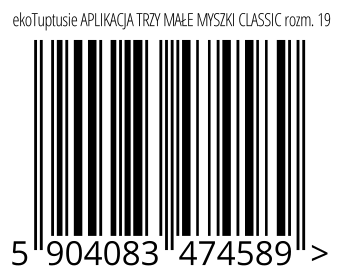 ekoTuptusie APLIKACJA TRZY MAŁE MYSZKI CLASSIC rozm. 19
5 904083 474589 >